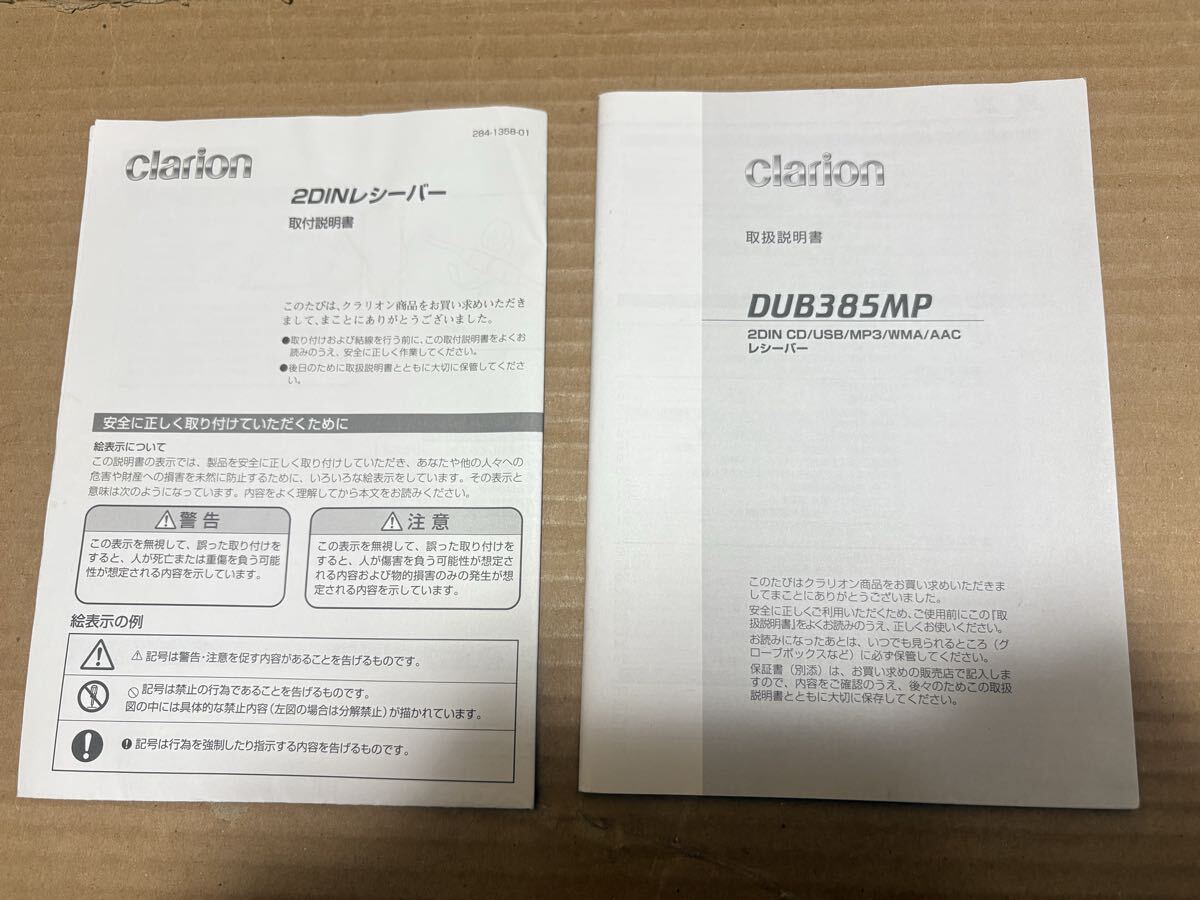 284-1358-01
clarion
2DINレシーバー
取付説明書
このたびは、クラリオン商品をお買い求めいただき
まして、まことにありがとうございました。
●取り付けおよび結線を行う前に、この取付説明書をよくお
読みのうえ、安全に正しく作業してください。
●後日のために取扱説明書とともに大切に保管してくださ
い。
安全に正しく取り付けていただくために
絵表示について
この説明書の表示では、製品を安全に正しく取り付けしていただき、あなたや他の人々への
危害や財産への損害を未然に防止するために、いろいろな絵表示をしています。その表示と
意味は次のようになっています。内容をよく理解してから本文をお読みください。
⚠警告
この表示を無視して、誤った取り付けを
すると、人が死亡または重傷を負う可能
性が想定される内容を示しています。
⚠注意
この表示を無視して、誤った取り付けを
すると、人が傷害を負う可能性が想定さ
れる内容および物的損害のみの発生が想
定される内容を示しています。
絵表示の例
⚠記号は警告・注意を促す内容があることを告げるものです。
🛇記号は禁止の行為であることを告げるものです。
図の中には具体的な禁止内容(左図の場合は分解禁止)が描かれています。
❶記号は行為を強制したり指示する内容を告げるものです。
clarion
取扱説明書
DUB385MP
2DIN CD/USB/MP3/WMA/AAC
レシーバー
このたびはクラリオン商品をお買い求めいただきま
してまことにありがとうございました。
安全に正しくご利用いただくため、ご使用前にこの『取
扱説明書』をよくお読みのうえ、正しくお使いください。
お読みになったあとは、いつでも見られるところ(グ
ローブボックスなど)に必ず保管してください。
保証書(別添)は、お買い求めの販売店で記入しま
すので、内容をご確認のうえ、後々のためこの取扱
説明書とともに大切に保存してください。